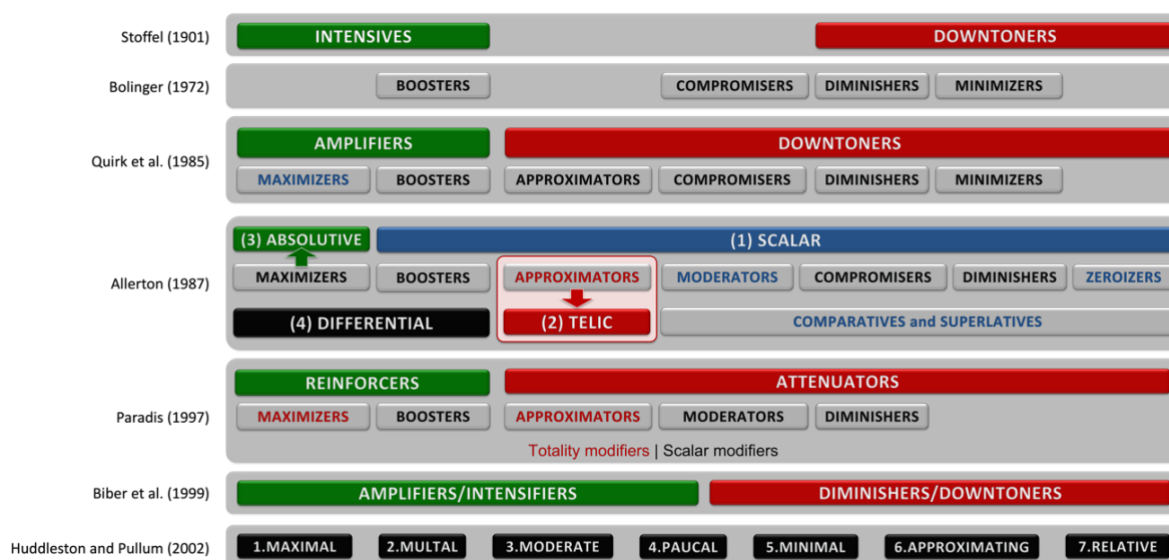 Stoffel (1901) INTENSIVES DOWNTONERS
Bolinger (1972) BOOSTERS COMPROMISERS DIMINISHERS MINIMIZERS
AMPLIFIERS DOWNTONERS
Quirk et al. (1985)
MAXIMIZERS BOOSTERS APPROXIMATORS COMPROMISERS DIMINISHERS MINIMIZERS
(3) ABSOLUTIVE (1) SCALAR
Allerton (1987) MAXIMIZERS BOOSTERS APPROXIMATORS MODERATORS COMPROMISERS DIMINISHERS ZEROIZERS
(4) DIFFERENTIAL (2) TELIC COMPARATIVES and SUPERLATIVES
REINFORCERS ATTENUATORS
Paradis (1997) MAXIMIZERS BOOSTERS APPROXIMATORS MODERATORS DIMINISHERS
Totality modifiers | Scalar modifiers
Biber et al. (1999) AMPLIFIERS/INTENSIFIERS DIMINISHERS/DOWNTONERS
Huddleston and Pullum (2002) 1.MAXIMAL 2.MULTAL 3.MODERATE 4.PAUCAL 5.MINIMAL 6.APPROXIMATING 7.RELATIVE